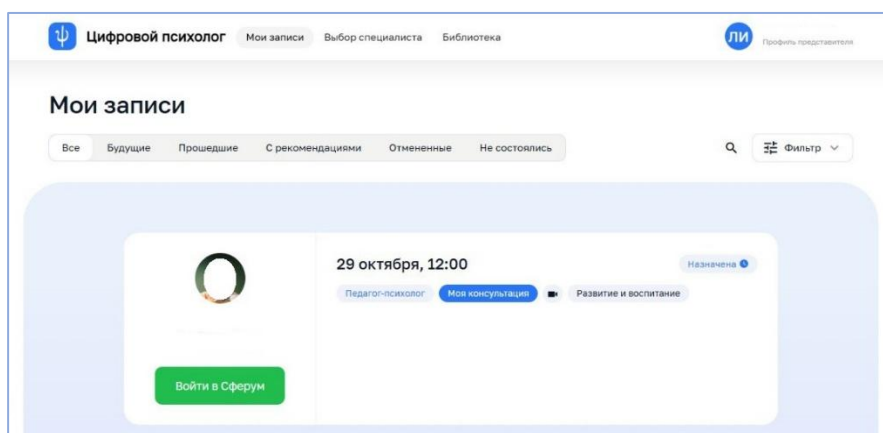 Цифровой психолог Мои записи Выбор специалиста Библиотека ЛИ Профиль представителя
Мои записи
Все Будущие Прошедшие С рекомендациями Отмененные Не состоялись Фильтр
29 октября, 12:00 Назначена
Педагог-психолог Моя консультация Развитие и воспитание
Войти в Сферум